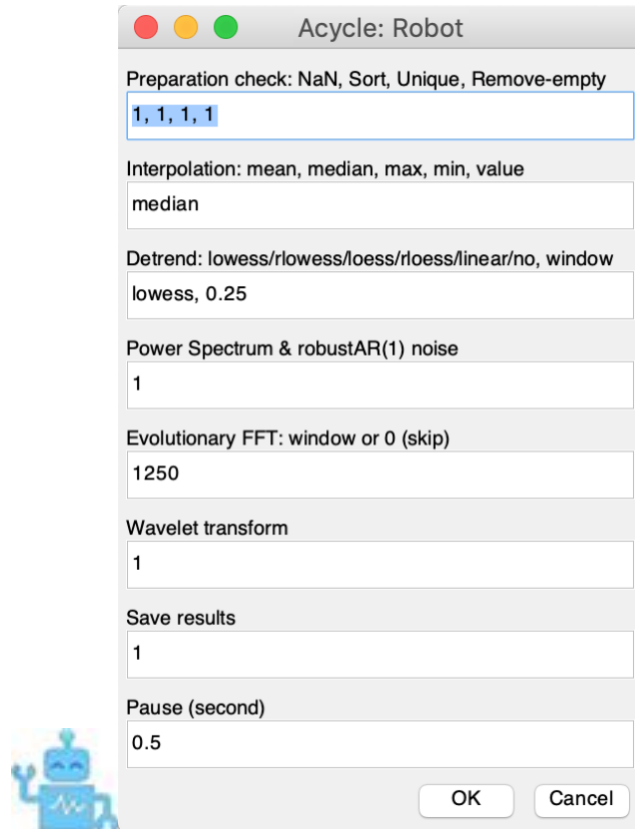 Acycle: Robot
Preparation check: NaN, Sort, Unique, Remove-empty
1, 1, 1, 1
Interpolation: mean, median, max, min, value
median
Detrend: lowess/rlowess/loess/rloess/linear/no, window
lowess, 0.25
Power Spectrum & robustAR(1) noise
1
Evolutionary FFT: window or 0 (skip)
1250
Wavelet transform
1
Save results
1
Pause (second)
0.5
OK Cancel